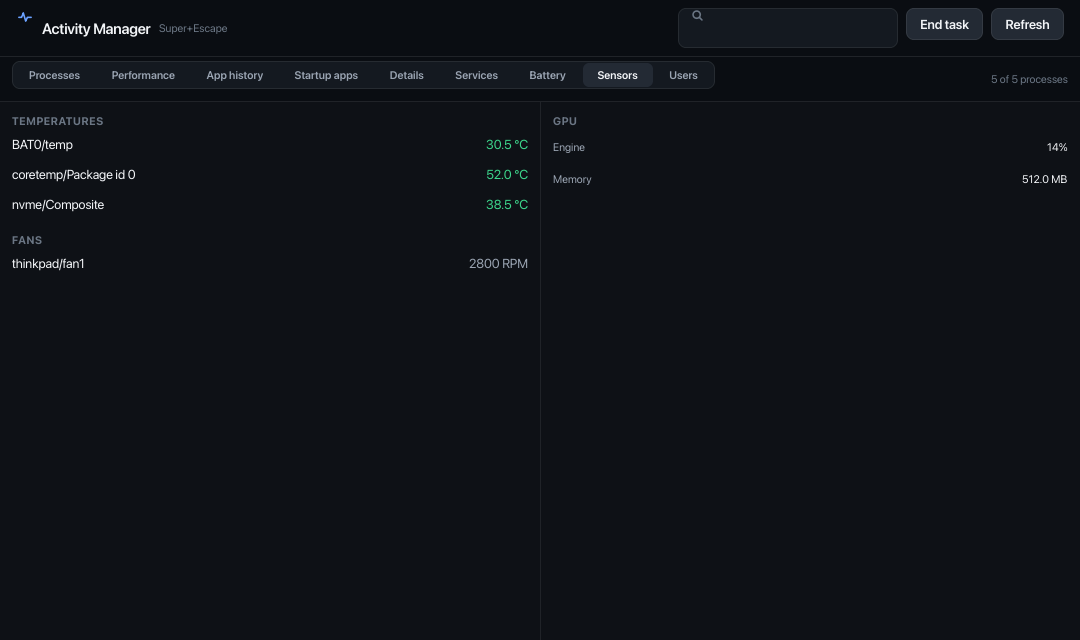 Activity Manager Super+Escape
End task
Refresh
Processes Performance App history Startup apps Details Services Battery Sensors Users
5 of 5 processes
TEMPERATURES
BAT0/temp 30.5 °C
coretemp/Package id 0 52.0 °C
nvme/Composite 38.5 °C
FANS
thinkpad/fan1 2800 RPM
GPU
Engine 14%
Memory 512.0 MB